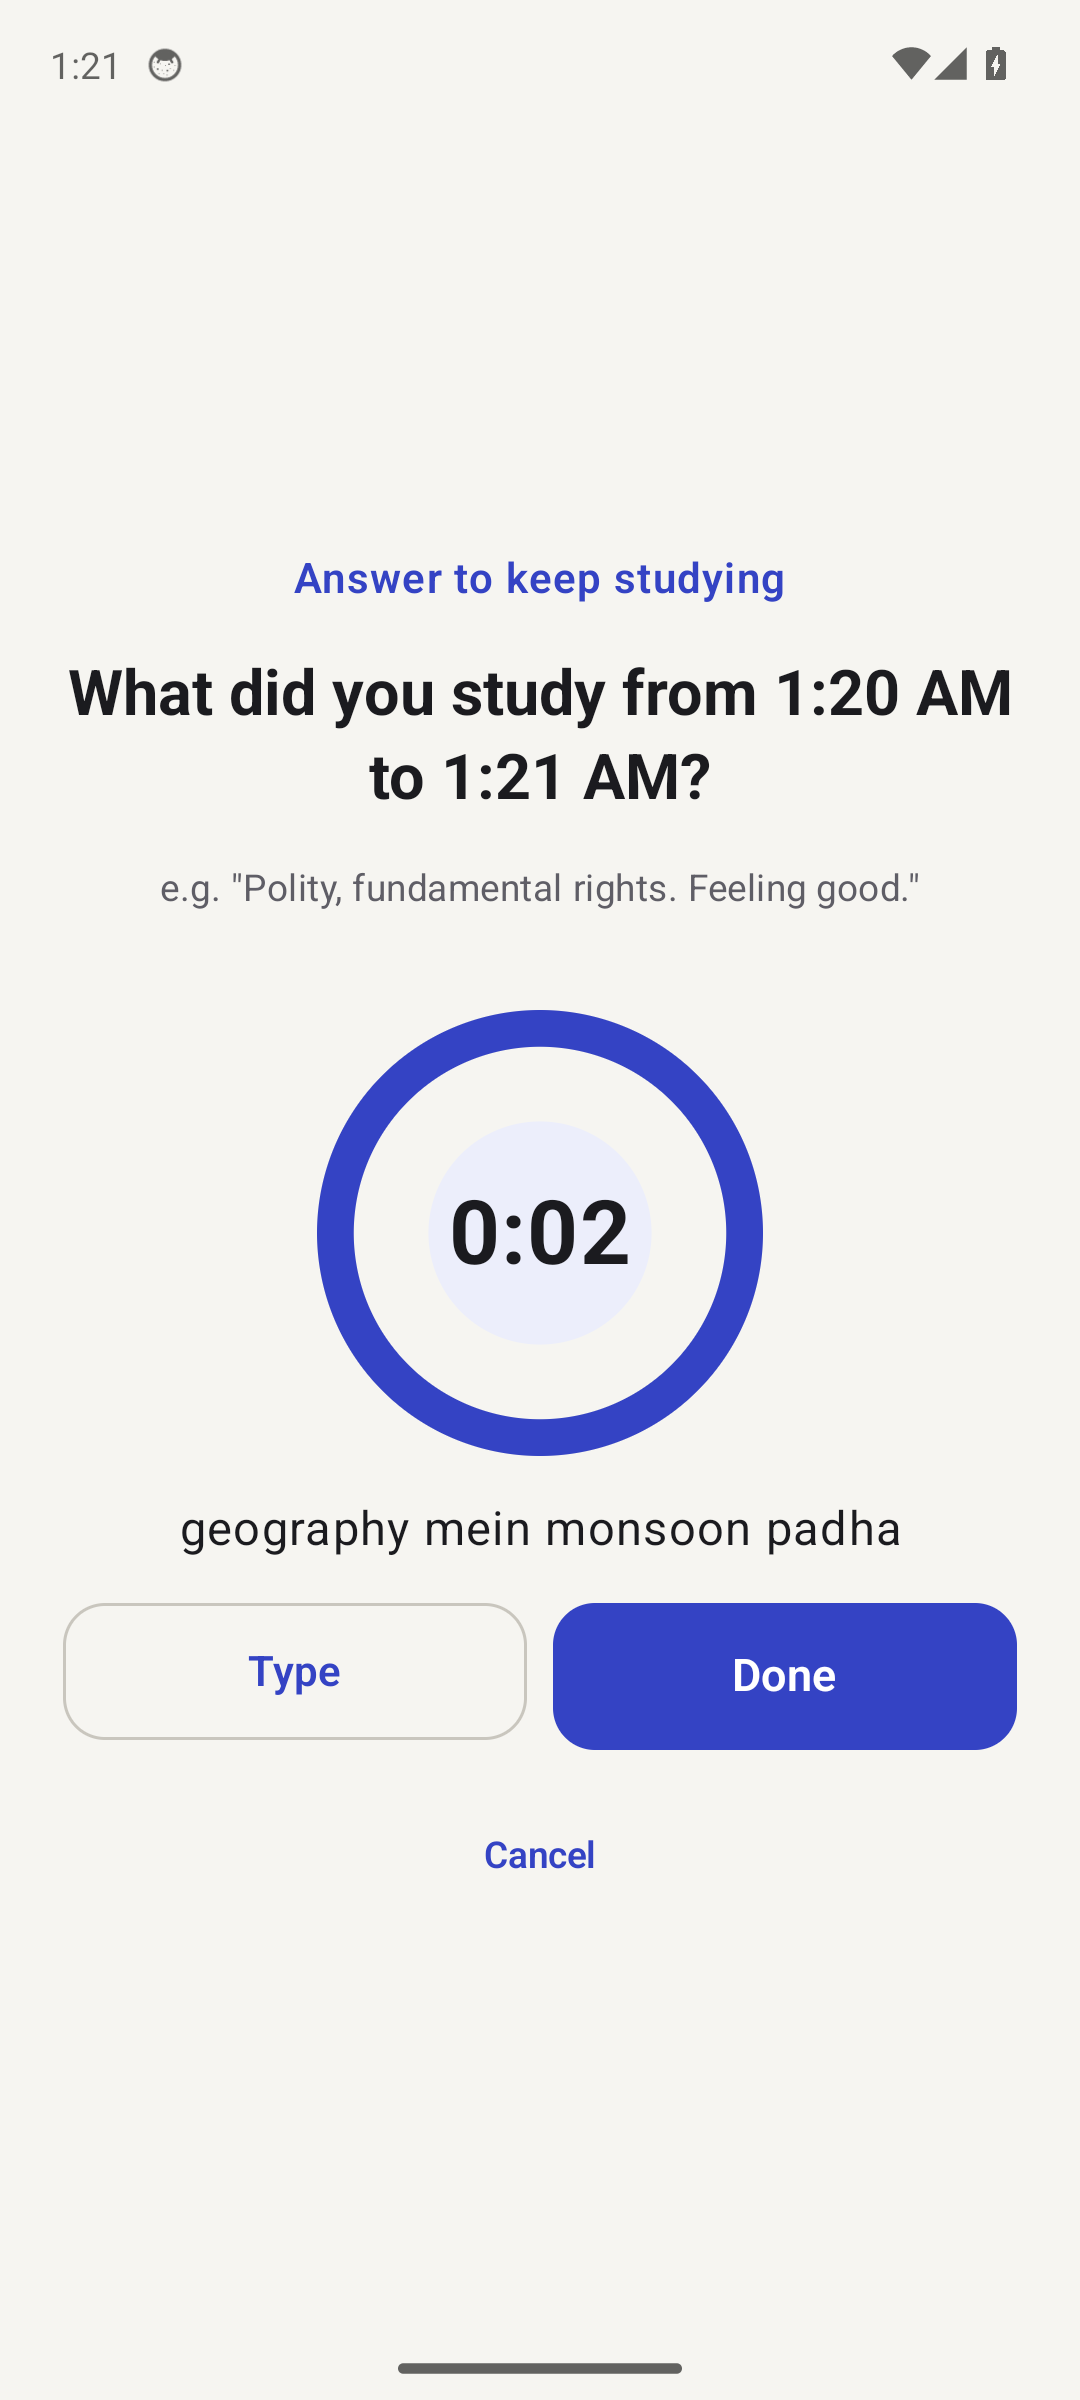 1:21
Answer to keep studying
What did you study from 1:20 AM
to 1:21 AM?
e.g. "Polity, fundamental rights. Feeling good."
0:02
geography mein monsoon padha
Type
Done
Cancel